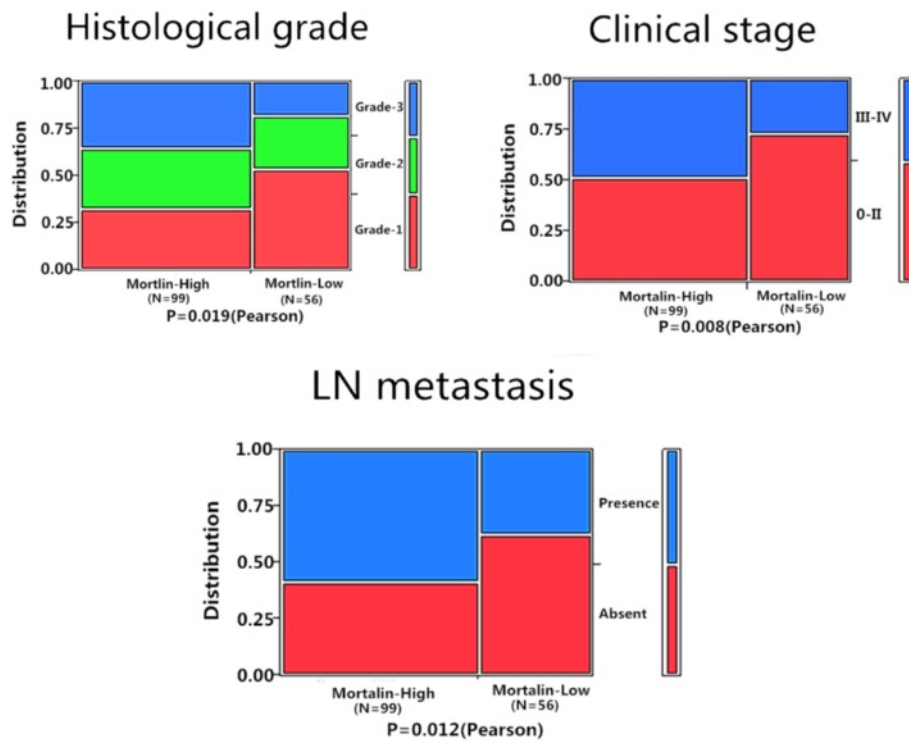 Histological grade
1.00
0.75
0.50
0.25
0.00
Distribution
Grade-3
Grade-2
Grade-1
Mortlin-High
(N=99)
Mortlin-Low
(N=56)
P=0.019(Pearson)
Clinical stage
1.00
0.75
0.50
0.25
0.00
Distribution
III-IV
0-II
Mortalin-High
(N=99)
Mortalin-Low
(N=56)
P=0.008(Pearson)
LN metastasis
1.00
0.75
0.50
0.25
0.00
Distribution
Presence
Absent
Mortalin-High
(N=99)
Mortalin-Low
(N=56)
P=0.012(Pearson)